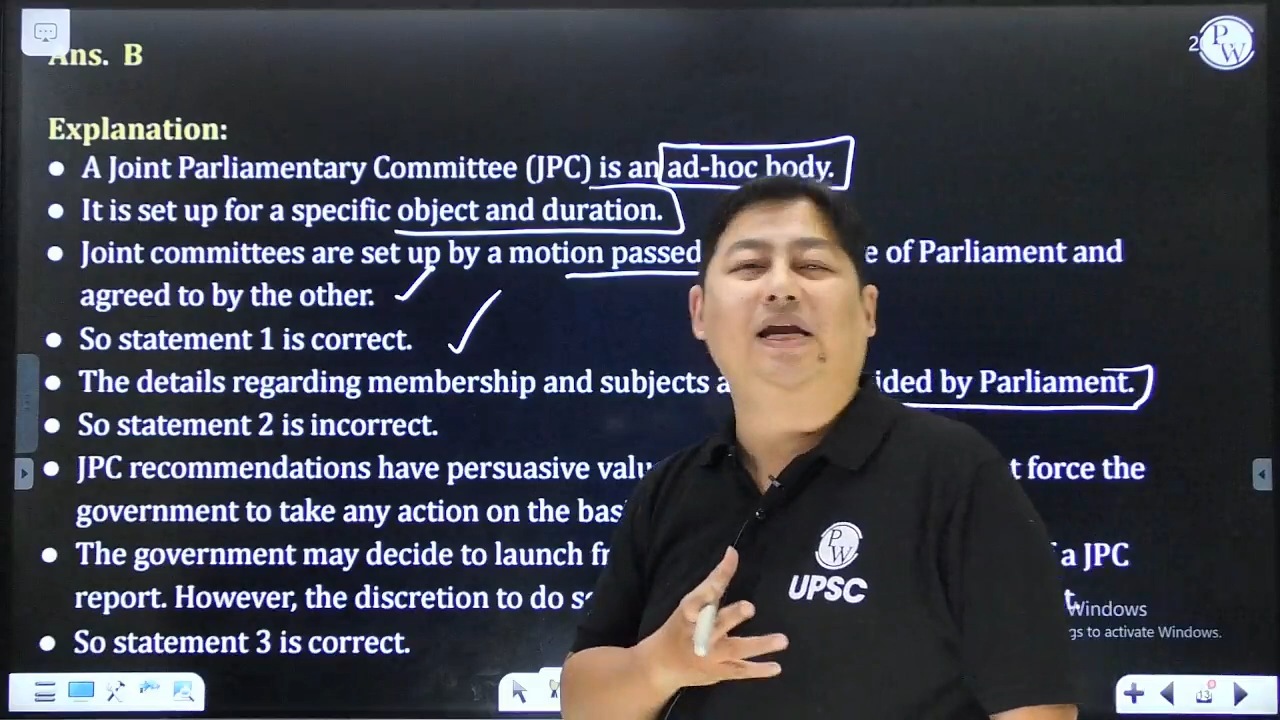 Ans. B
2
PW
Explanation:
• A Joint Parliamentary Committee (JPC) is an ad-hoc body.
• It is set up for a specific object and duration.
• Joint committees are set up by a motion passed e of Parliament and
agreed to by the other.
• So statement 1 is correct.
• The details regarding membership and subjects a ided by Parliament.
• So statement 2 is incorrect.
• JPC recommendations have persuasive valu t force the
government to take any action on the bas
• The government may decide to launch fr a JPC
report. However, the discretion to do so t.
• So statement 3 is correct.
Windows
gs to activate Windows.
PW
UPSC
13